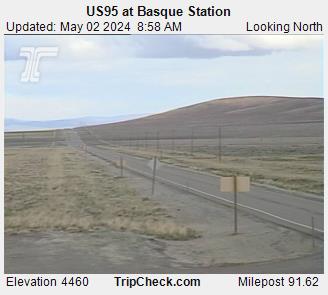 US95 at Basque Station
Updated: May 02 2024 8:58 AM Looking North
Elevation 4460 TripCheck.com Milepost 91.62